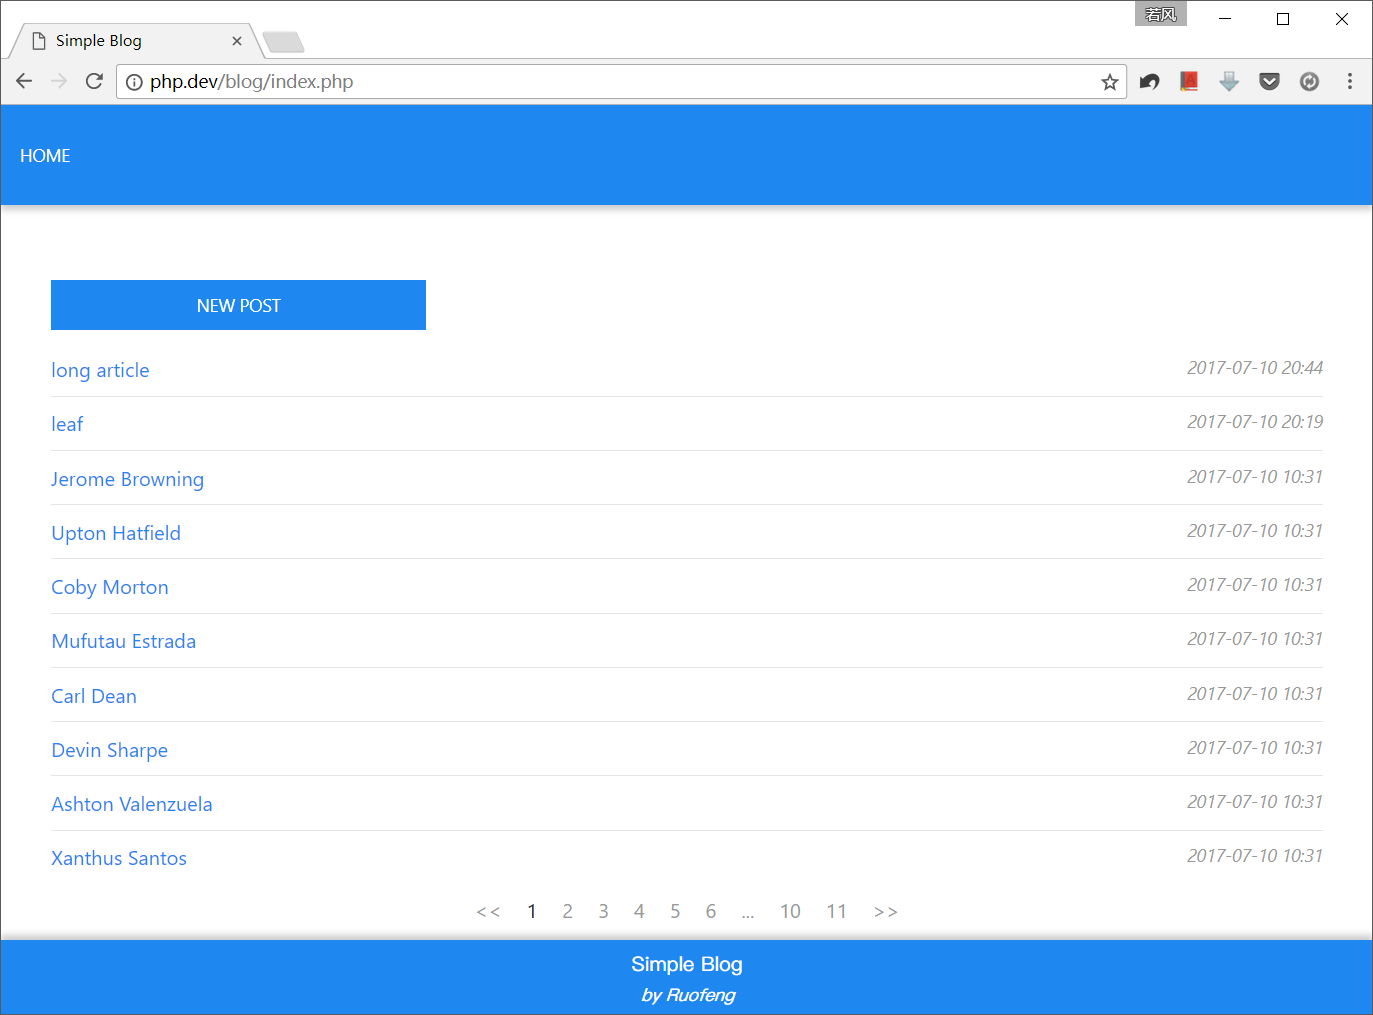 若风
Simple Blog
php.dev/blog/index.php
HOME
NEW POST
long article 2017-07-10 20:44
leaf 2017-07-10 20:19
Jerome Browning 2017-07-10 10:31
Upton Hatfield 2017-07-10 10:31
Coby Morton 2017-07-10 10:31
Mufutau Estrada 2017-07-10 10:31
Carl Dean 2017-07-10 10:31
Devin Sharpe 2017-07-10 10:31
Ashton Valenzuela 2017-07-10 10:31
Xanthus Santos 2017-07-10 10:31
<< 1 2 3 4 5 6 ... 10 11 >>
Simple Blog
by Ruofeng